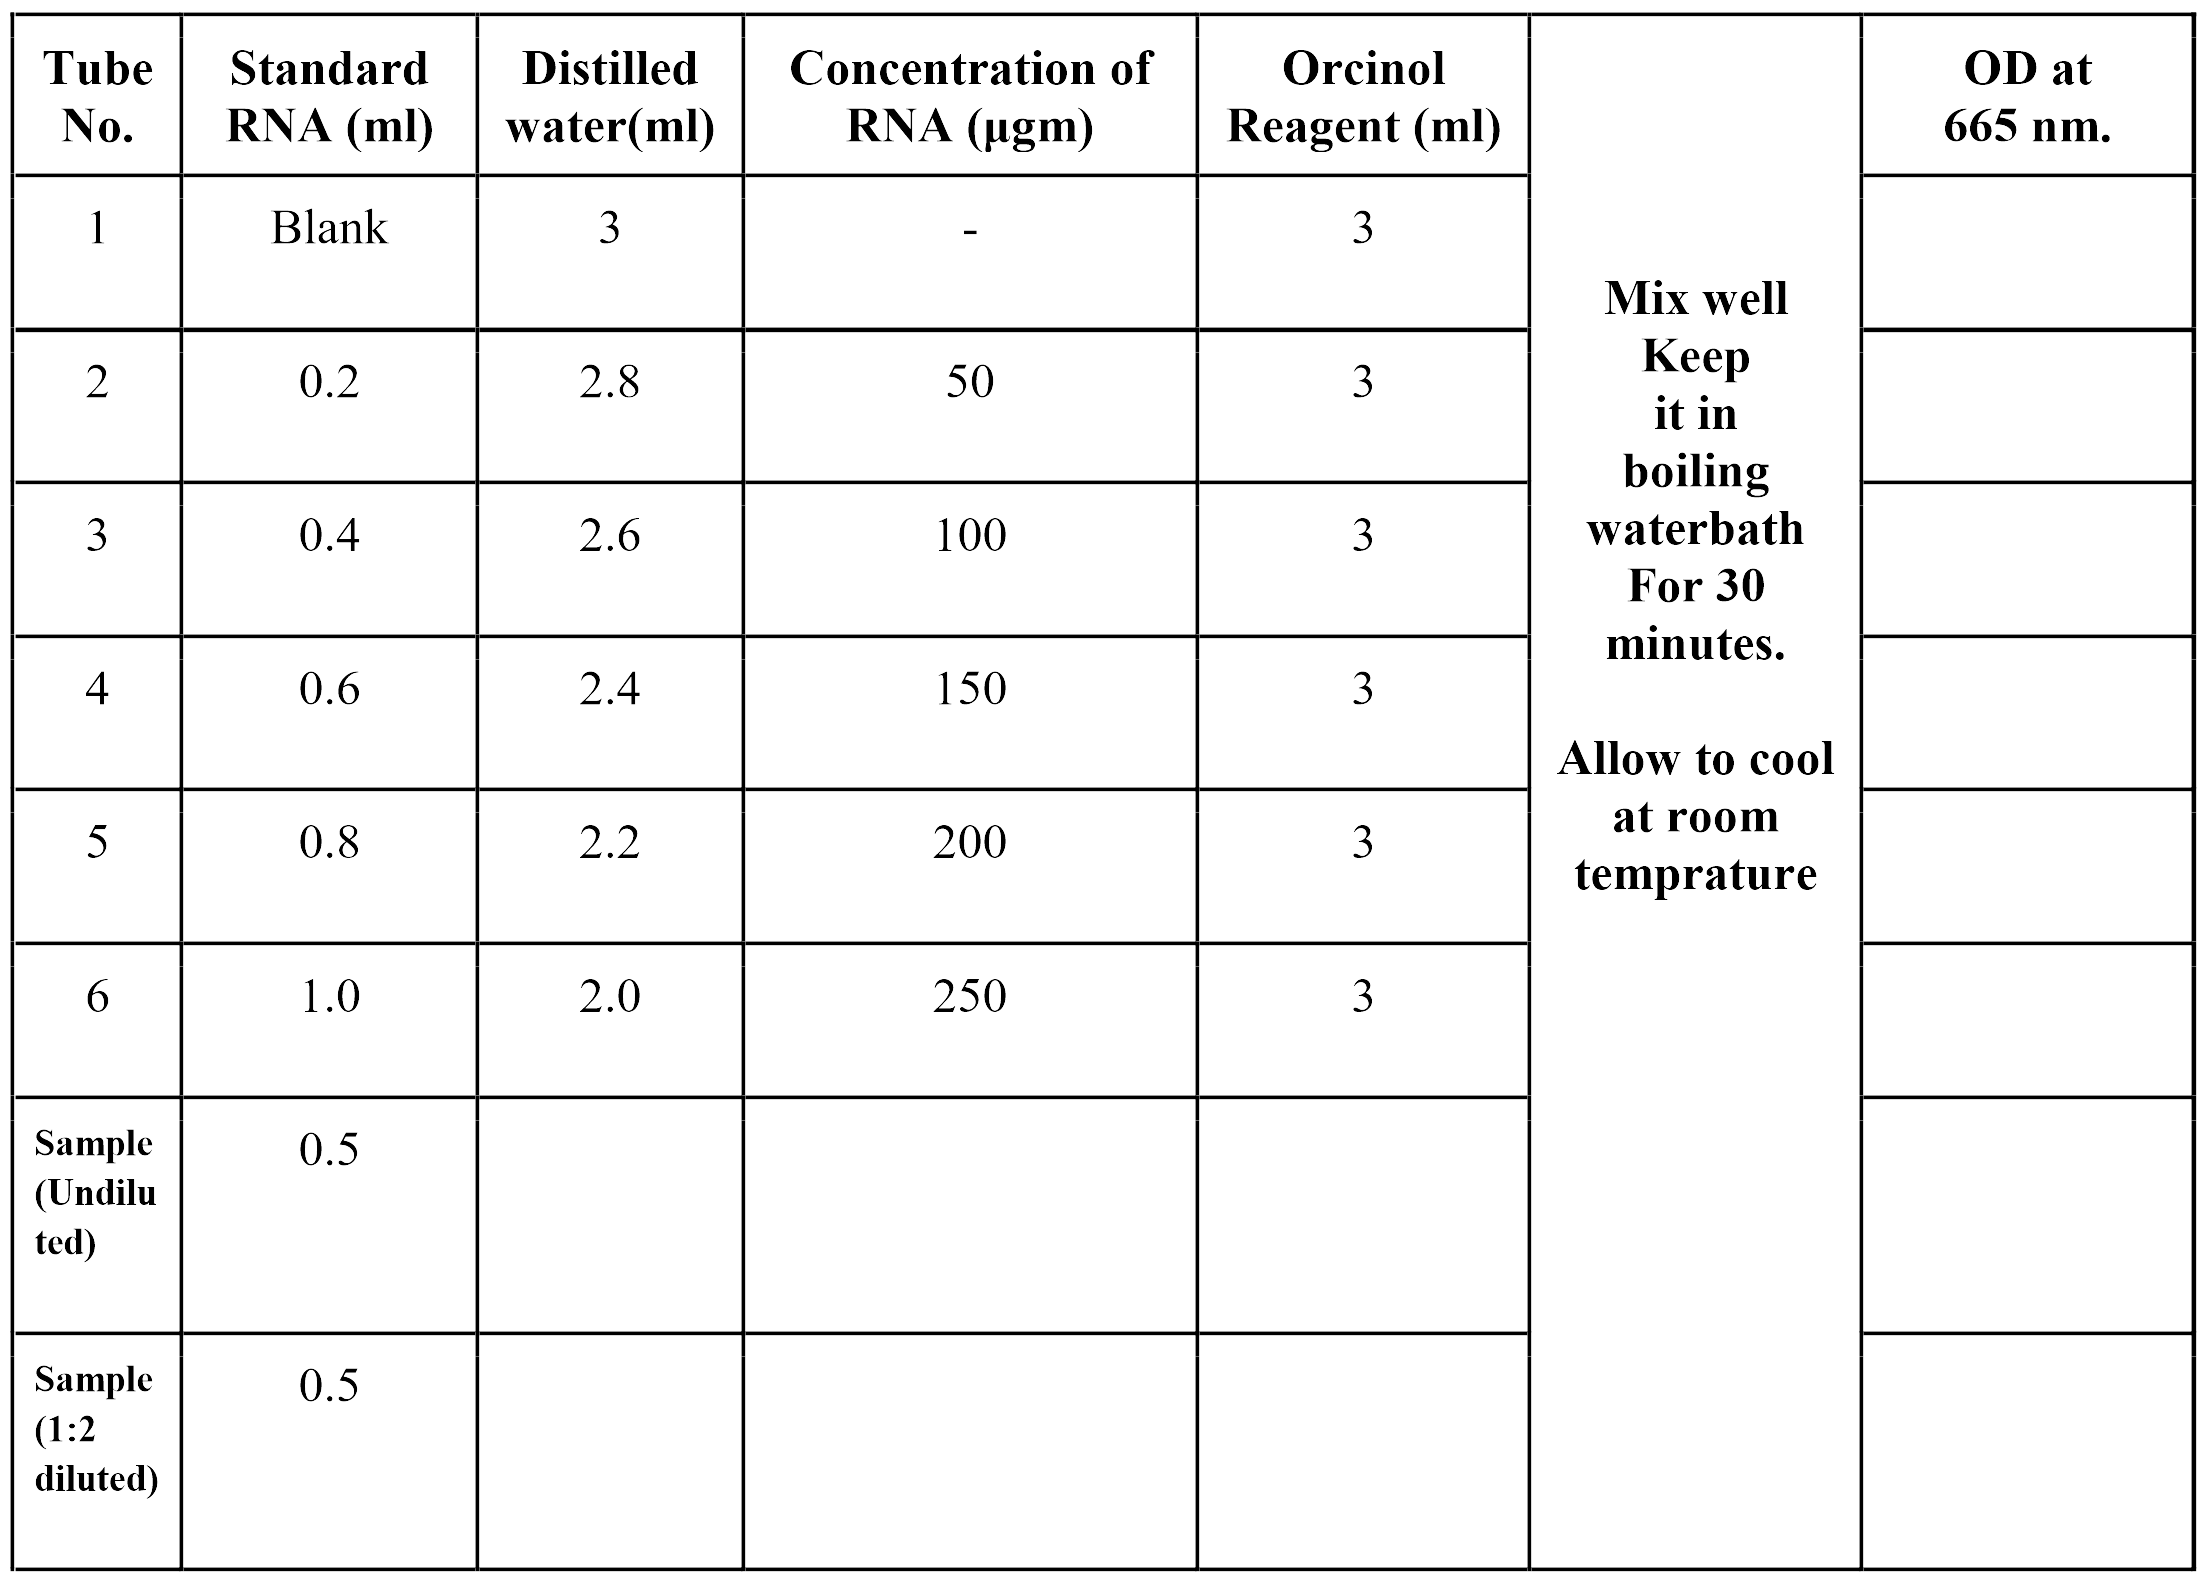 Tube No.
Standard RNA (ml)
Distilled water(ml)
Concentration of RNA (µgm)
Orcinol Reagent (ml)
OD at 665 nm.
1
Blank
3
-
3
Mix well
Keep
it in
boiling
waterbath
For 30
minutes.
Allow to cool
at room
temprature
2
0.2
2.8
50
3
3
0.4
2.6
100
3
4
0.6
2.4
150
3
5
0.8
2.2
200
3
6
1.0
2.0
250
3
Sample
(Undilu
ted)
0.5
Sample
(1:2
diluted)
0.5